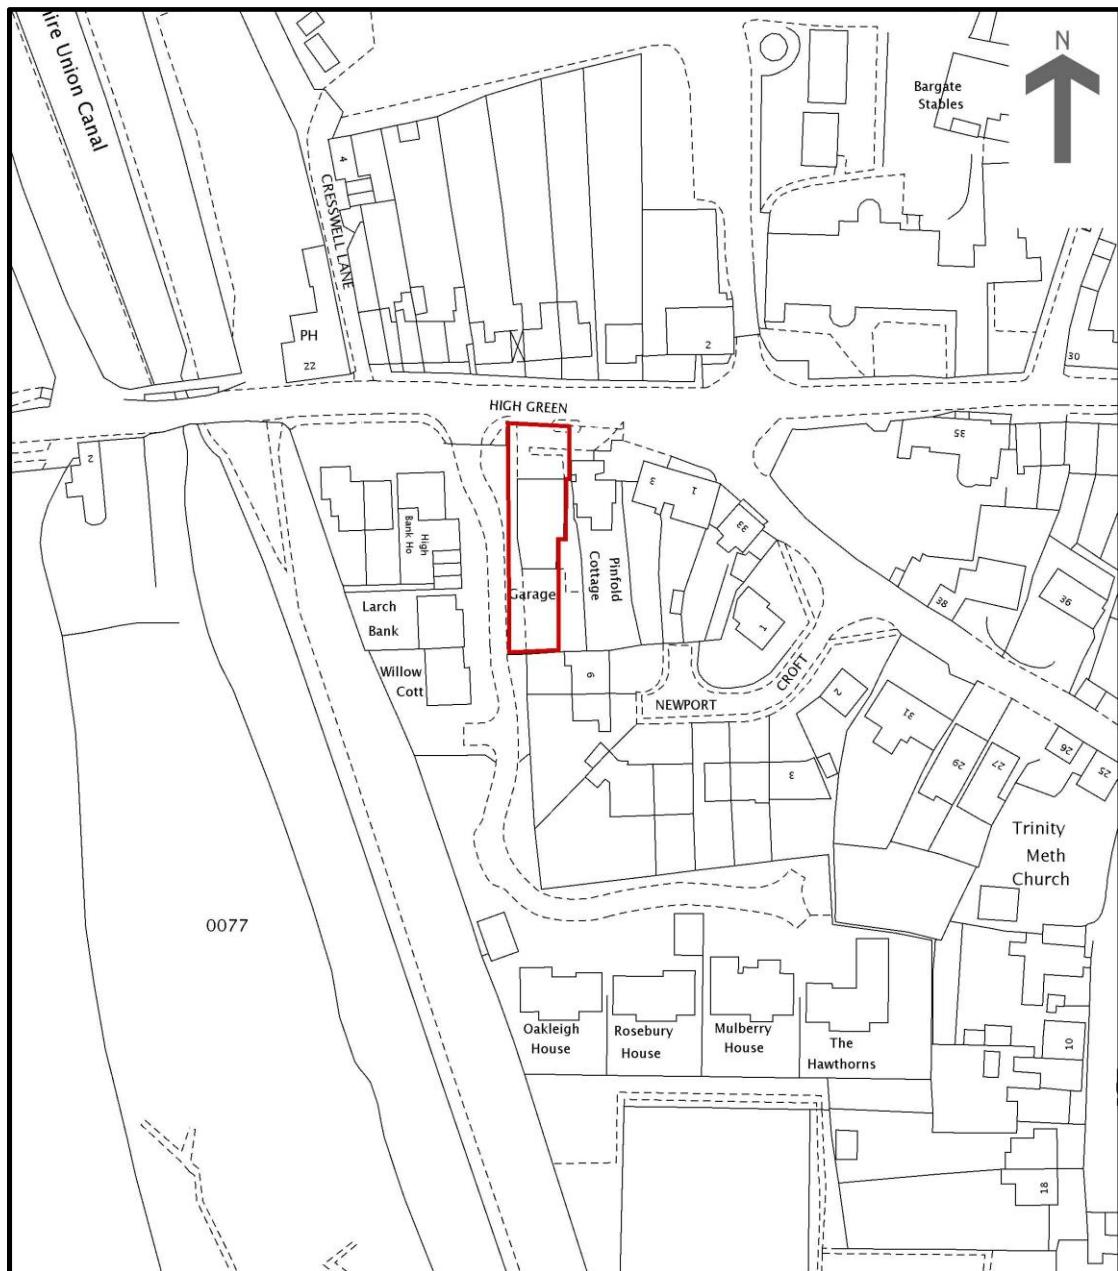 hire Union Canal
N
Bargate
Stables
4
CRESSWELL LANE
PH
22
2
30
HIGH GREEN
2
35
3
1
33
High
Bank Ho
Pinfold
Cottage
Garage
Larch
Bank
38
36
1
Willow
Cott
6
CROFT
NEWPORT
2
31
29
27
26
25
3
Trinity
Meth
Church
0077
Oakleigh
House
Rosebury
House
Mulberry
House
The
Hawthorns
10
18